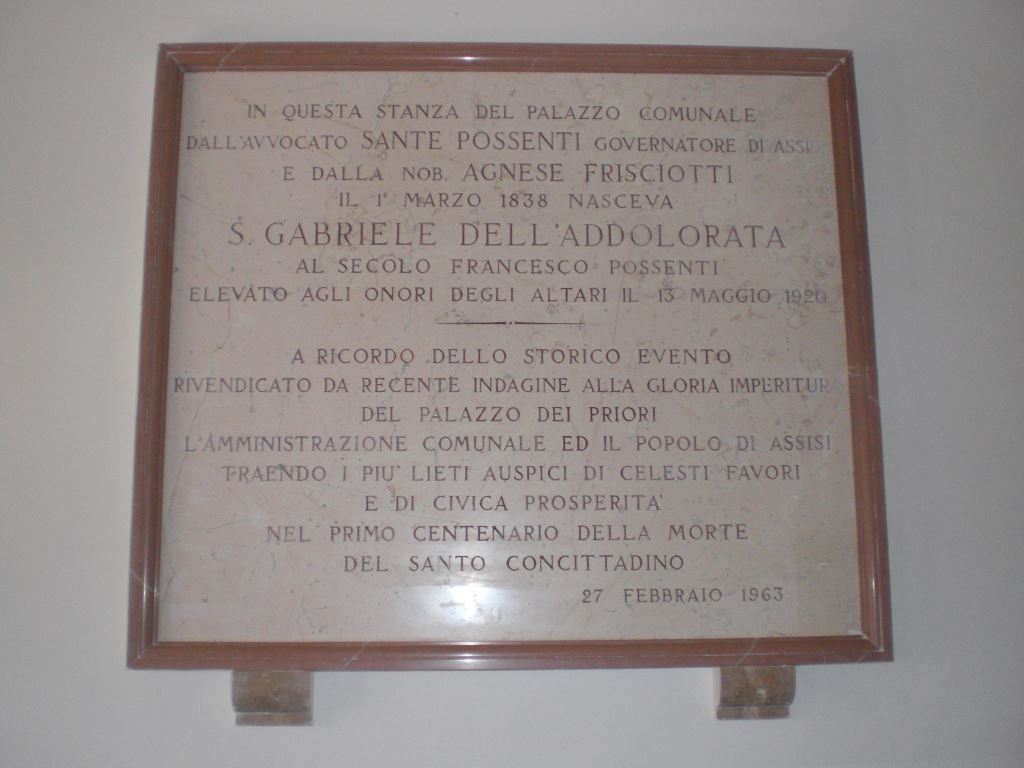 IN QUESTA STANZA DEL PALAZZO COMUNALE
DALL'AVVOCATO SANTE POSSENTI GOVERNATORE DI ASSISI
E DALLA NOB. AGNESE FRISCIOTTI
IL 1° MARZO 1838 NASCEVA
S. GABRIELE DELL'ADDOLORATA
AL SECOLO FRANCESCO POSSENTI
ELEVATO AGLI ONORI DEGLI ALTARI IL 13 MAGGIO 1920
A RICORDO DELLO STORICO EVENTO
RIVENDICATO DA RECENTE INDAGINE ALLA GLORIA IMPERITURA
DEL PALAZZO DEI PRIORI
L'AMMINISTRAZIONE COMUNALE ED IL POPOLO DI ASSISI
TRAENDO I PIU' LIETI AUSPICI DI CELESTI FAVORI
E DI CIVICA PROSPERITA'
NEL PRIMO CENTENARIO DELLA MORTE
DEL SANTO CONCITTADINO
27 FEBBRAIO 1963